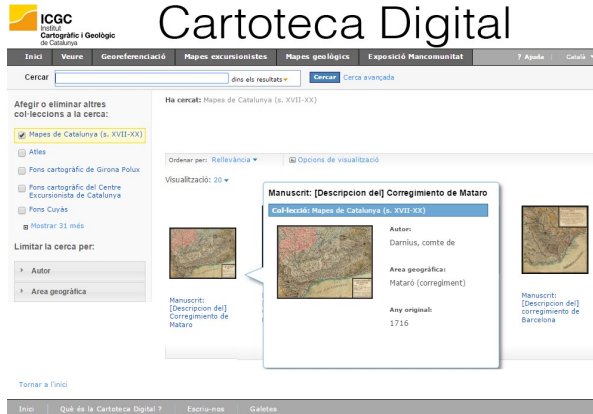 ICGC
Institut
Cartogràfic i Geològic
de Catalunya
Cartoteca Digital
Inici Veure Georeferenciació Mapes excursionistes Mapes geològics Exposició Mancomunitat ? Ajuda Català
Cercar dins els resultats Cercar Cerca avançada
Afegir o eliminar altres
col·leccions a la cerca:
Mapes de Catalunya (s. XVII-XX)
Atles
Fons cartogràfic de Girona Polux
Fons cartogràfic del Centre
Excursionista de Catalunya
Fons Cuyàs
Mostrar 31 més
Limitar la cerca per:
Autor
Area geogràfica
Ha cercat: Mapes de Catalunya (s. XVII-XX)
Ordenar per: Rellevància Opcions de visualitzció
Visualització: 20
Manuscrit: [Descripcion del] Corregimiento de Mataro
Col·lecció: Mapes de Catalunya (s. XVII-XX)
Autor:
Darnius, comte de
Area geogràfica:
Mataró (corregiment)
Any original:
1716
Manuscrit:
[Descripcion del]
Corregimiento de
Mataro
Manuscrit:
[Descripcion del]
corregimiento de
Barcelona
Tornar a l'inici
Inici Què és la Cartoteca Digital ? Escriu-nos Galetes